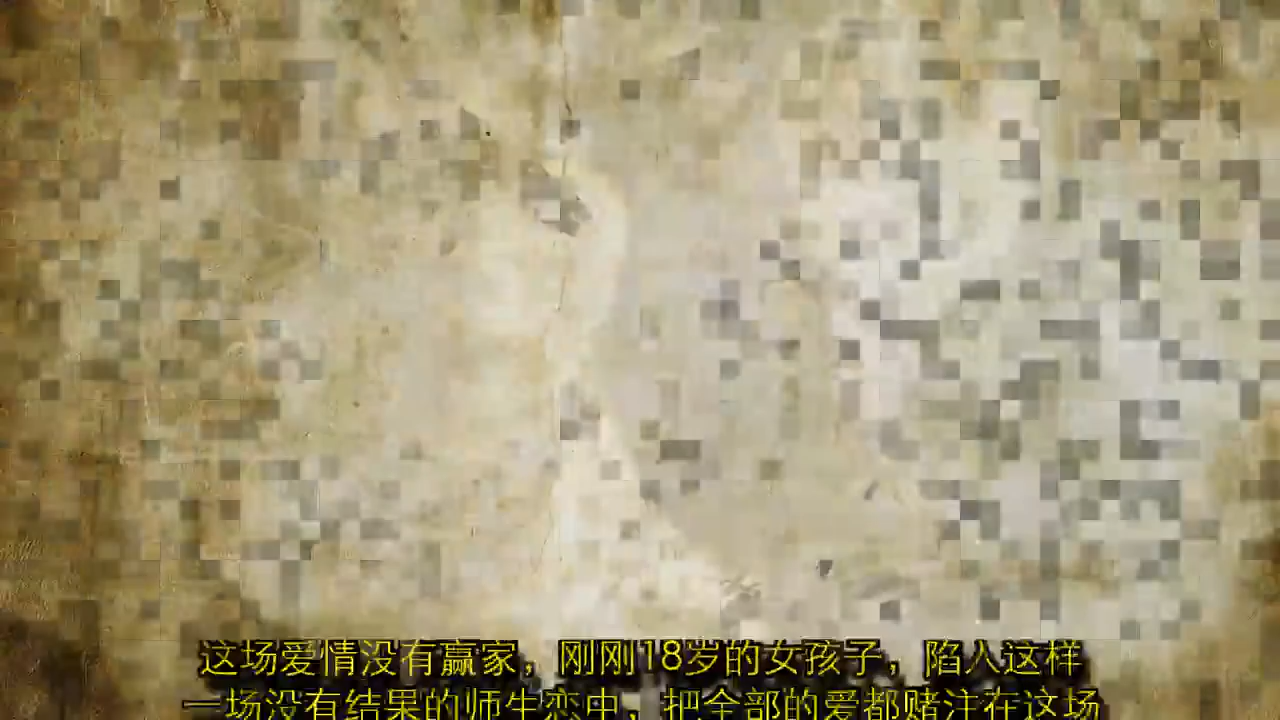 这场爱情没有赢家，刚刚18岁的女孩子，陷入这样
一场没有结果的师生恋中，把全部的爱都赌注在这场